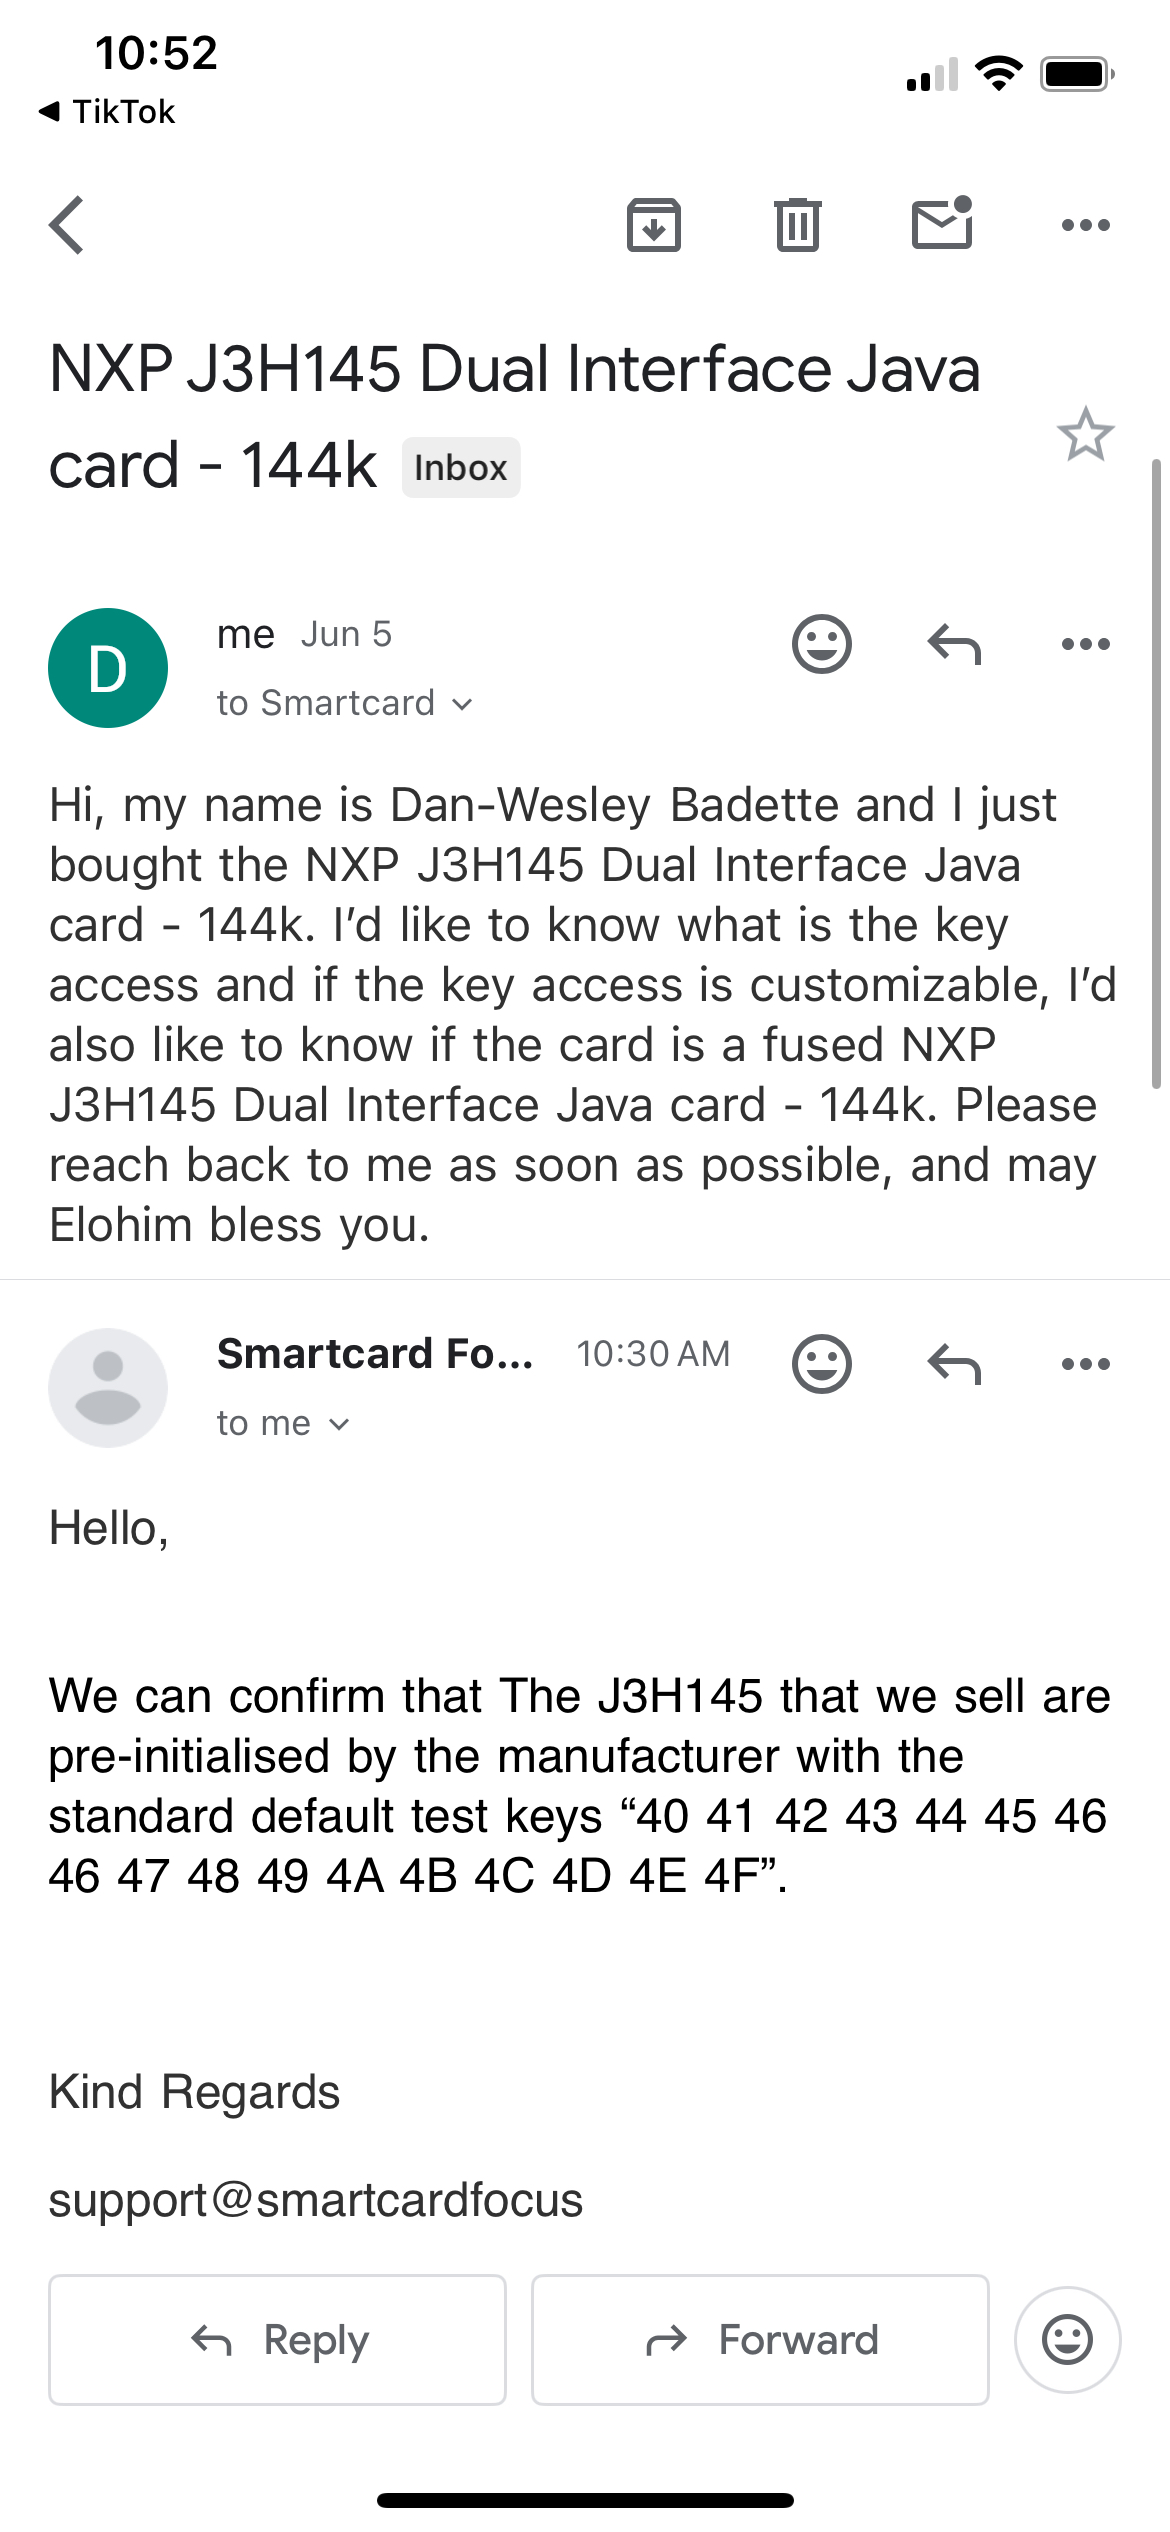 10:52
◀ TikTok
NXP J3H145 Dual Interface Java
card - 144k Inbox
D
me Jun 5
to Smartcard
Hi, my name is Dan-Wesley Badette and I just
bought the NXP J3H145 Dual Interface Java
card - 144k. I’d like to know what is the key
access and if the key access is customizable, I’d
also like to know if the card is a fused NXP
J3H145 Dual Interface Java card - 144k. Please
reach back to me as soon as possible, and may
Elohim bless you.
Smartcard Fo... 10:30 AM
to me
Hello,
We can confirm that The J3H145 that we sell are
pre-initialised by the manufacturer with the
standard default test keys “40 41 42 43 44 45 46
46 47 48 49 4A 4B 4C 4D 4E 4F”.
Kind Regards
support@smartcardfocus
Reply Forward